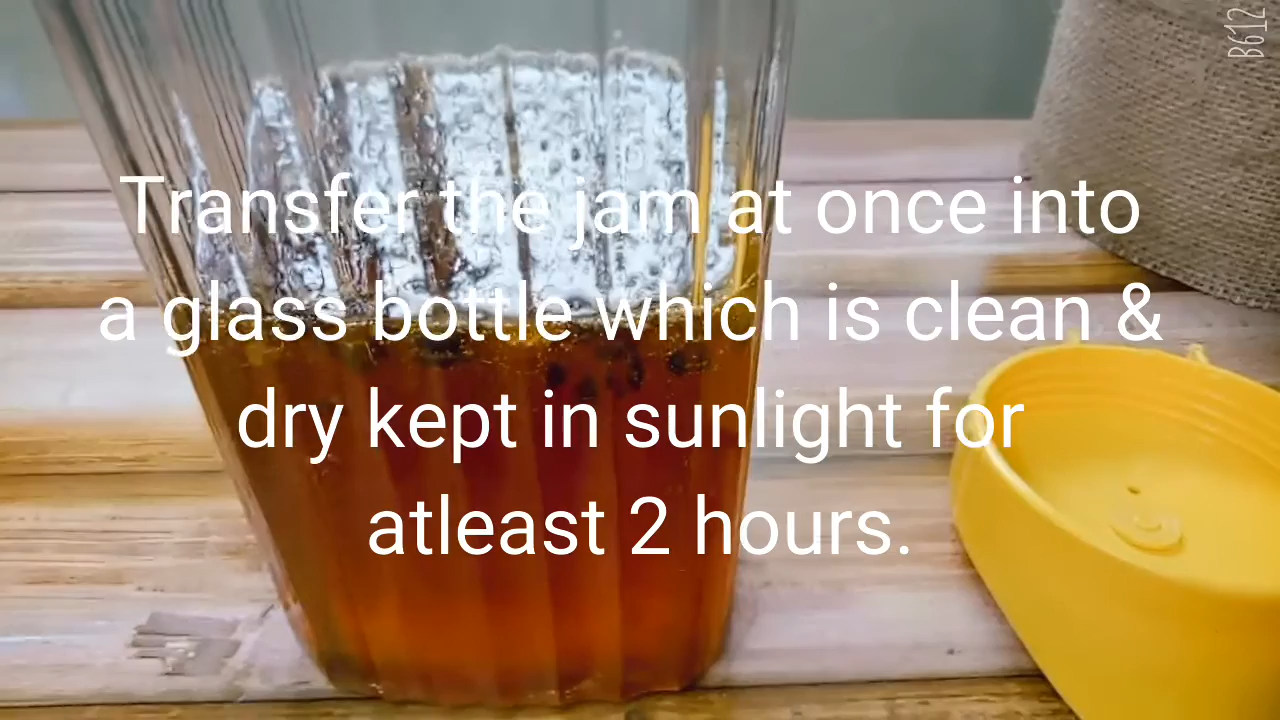 B612
Transfer the jam at once into
a glass bottle which is clean &
dry kept in sunlight for
atleast 2 hours.